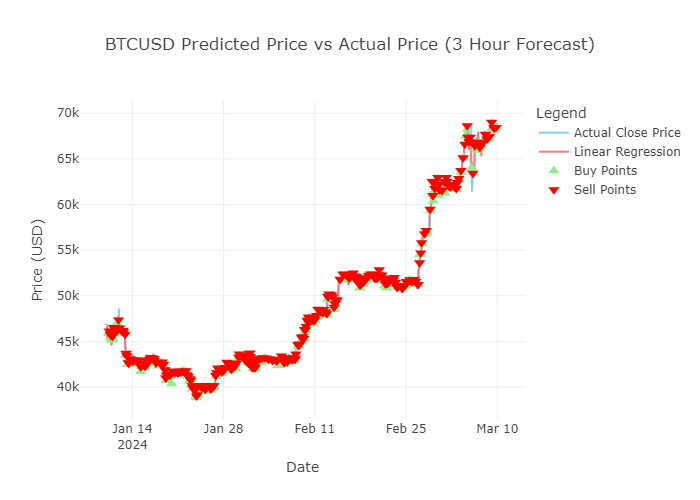 BTCUSD Predicted Price vs Actual Price (3 Hour Forecast)
70k
65k
60k
55k
50k
45k
40k
Price (USD)
Jan 14
2024
Jan 28
Feb 11
Feb 25
Mar 10
Date
Legend
Actual Close Price
Linear Regression
Buy Points
Sell Points